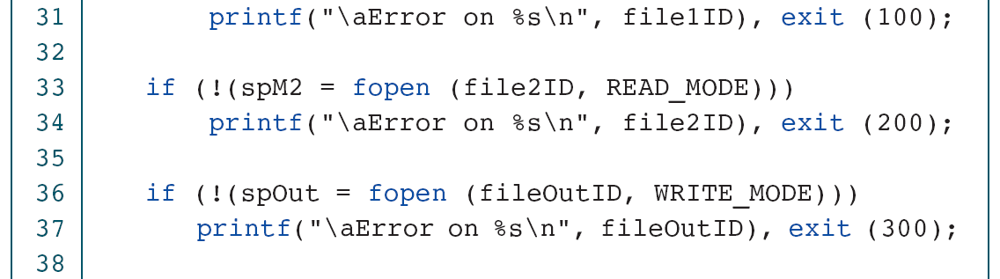 31 printf("\aError on %s\n", file1ID), exit (100);
32
33 if (!(spM2 = fopen (file2ID, READ_MODE)))
34 printf("\aError on %s\n", file2ID), exit (200);
35
36 if (!(spOut = fopen (fileOutID, WRITE_MODE)))
37 printf("\aError on %s\n", fileOutID), exit (300);
38